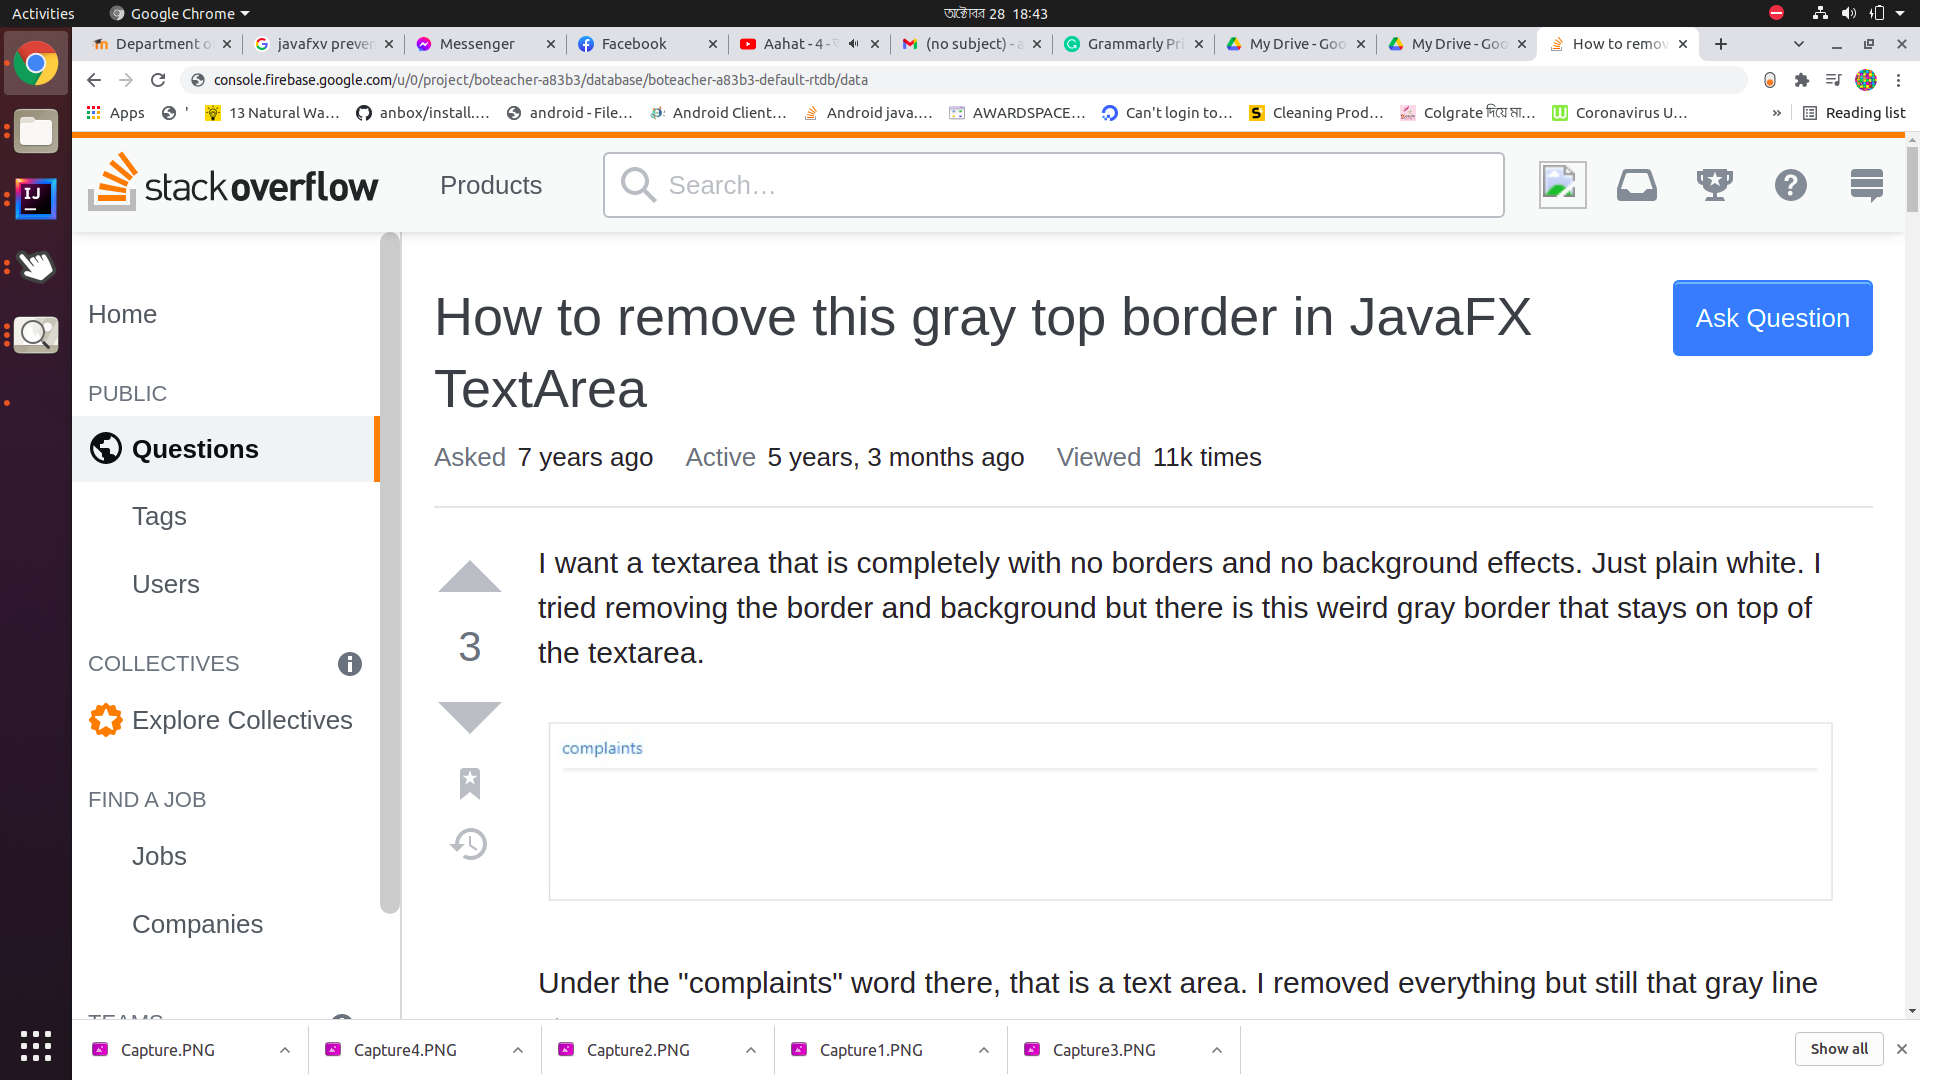 Activities
Google Chrome
অক্টোবর 28 18:43
Department o
javafxv preven
Messenger
Facebook
Aahat - 4 -
(no subject) - a
Grammarly Pr
My Drive - Goo
My Drive - Goo
How to remov
console.firebase.google.com/u/0/project/boteacher-a83b3/database/boteacher-a83b3-default-rtdb/data
Apps
'
13 Natural Wa...
anbox/install....
android - File...
Android Client...
Android java....
AWARDSPACE...
Can't login to...
Cleaning Prod...
Colgrate দিয়ে মা...
Coronavirus U...
»
Reading list
stackoverflow
Products
Search...
Home
PUBLIC
Questions
Tags
Users
COLLECTIVES
Explore Collectives
FIND A JOB
Jobs
Companies
TEAMS
How to remove this gray top border in JavaFX
TextArea
Ask Question
Asked 7 years ago Active 5 years, 3 months ago Viewed 11k times
I want a textarea that is completely with no borders and no background effects. Just plain white. I
tried removing the border and background but there is this weird gray border that stays on top of
the textarea.
3
complaints
Under the "complaints" word there, that is a text area. I removed everything but still that gray line
Capture.PNG
Capture4.PNG
Capture2.PNG
Capture1.PNG
Capture3.PNG
Show all